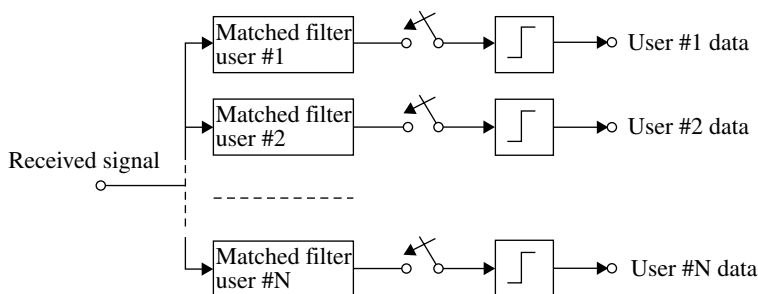 Matched filter
user #1
User #1 data
Matched filter
user #2
User #2 data
Received signal
Matched filter
user #N
User #N data